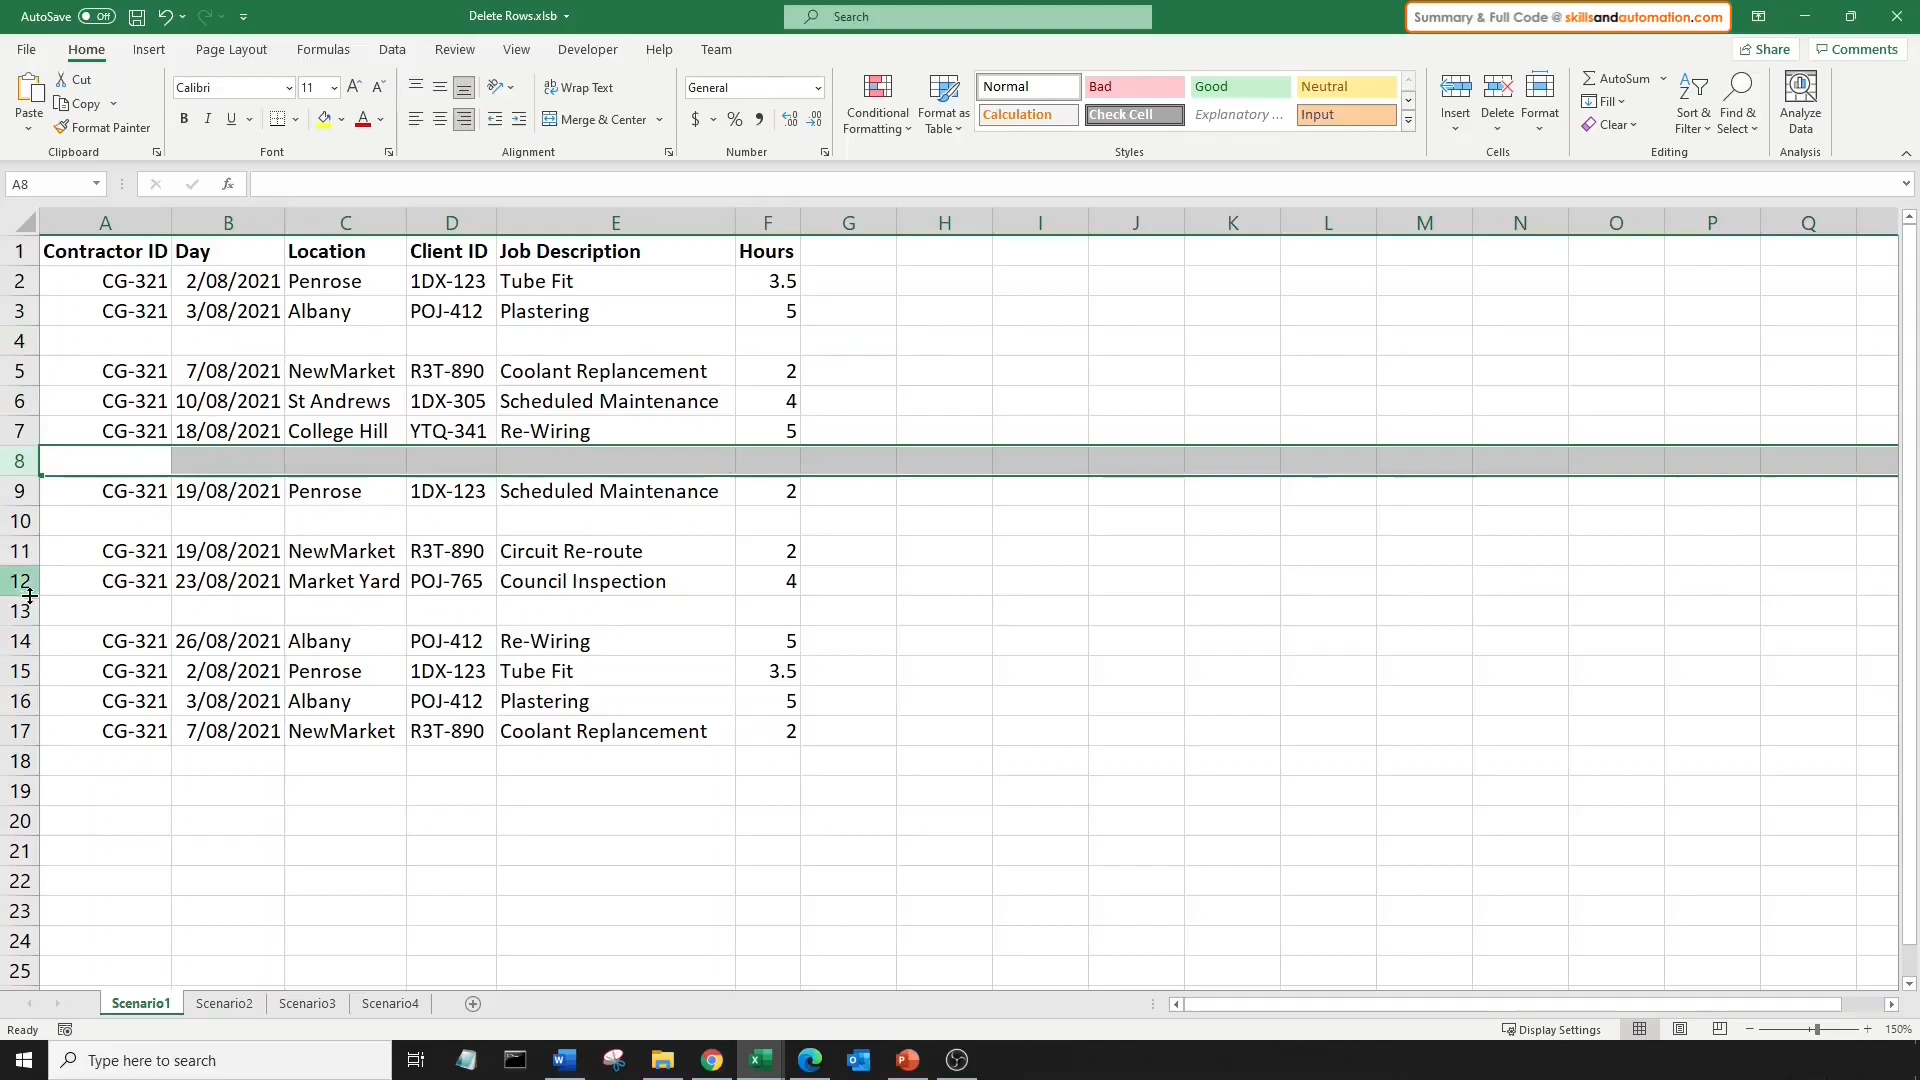 AutoSave Off Delete Rows.xlsb Search Summary & Full Code @ skillsandautomation.com
File Home Insert Page Layout Formulas Data Review View Developer Help Team Share Comments
Paste
Cut
Copy
Format Painter
Clipboard
Calibri 11
B I U A
Font
Wrap Text
Merge & Center
Alignment
General
$ % 9
Number
Conditional Formatting
Format as Table
Normal Bad Good Neutral
Calculation Check Cell Explanatory ... Input
Styles
Insert Delete Format
Cells
AutoSum
Fill
Clear
Sort & Filter
Find & Select
Editing
Analyze Data
Analysis
A8 fx
A B C D E F G H I J K L M N O P Q
1 Contractor ID Day Location Client ID Job Description Hours
2 CG-321 2/08/2021 Penrose 1DX-123 Tube Fit 3.5
3 CG-321 3/08/2021 Albany POJ-412 Plastering 5
4
5 CG-321 7/08/2021 NewMarket R3T-890 Coolant Replancement 2
6 CG-321 10/08/2021 St Andrews 1DX-305 Scheduled Maintenance 4
7 CG-321 18/08/2021 College Hill YTQ-341 Re-Wiring 5
8
9 CG-321 19/08/2021 Penrose 1DX-123 Scheduled Maintenance 2
10
11 CG-321 19/08/2021 NewMarket R3T-890 Circuit Re-route 2
12 CG-321 23/08/2021 Market Yard POJ-765 Council Inspection 4
13
14 CG-321 26/08/2021 Albany POJ-412 Re-Wiring 5
15 CG-321 2/08/2021 Penrose 1DX-123 Tube Fit 3.5
16 CG-321 3/08/2021 Albany POJ-412 Plastering 5
17 CG-321 7/08/2021 NewMarket R3T-890 Coolant Replancement 2
18
19
20
21
22
23
24
25
Scenario1 Scenario2 Scenario3 Scenario4
Ready Display Settings 150%
Type here to search